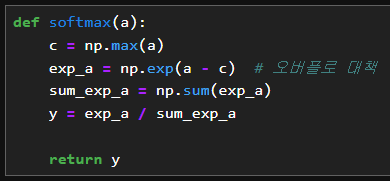 def softmax(a):
    c = np.max(a)
    exp_a = np.exp(a - c)  # 오버플로 대책
    sum_exp_a = np.sum(exp_a)
    y = exp_a / sum_exp_a
    return y